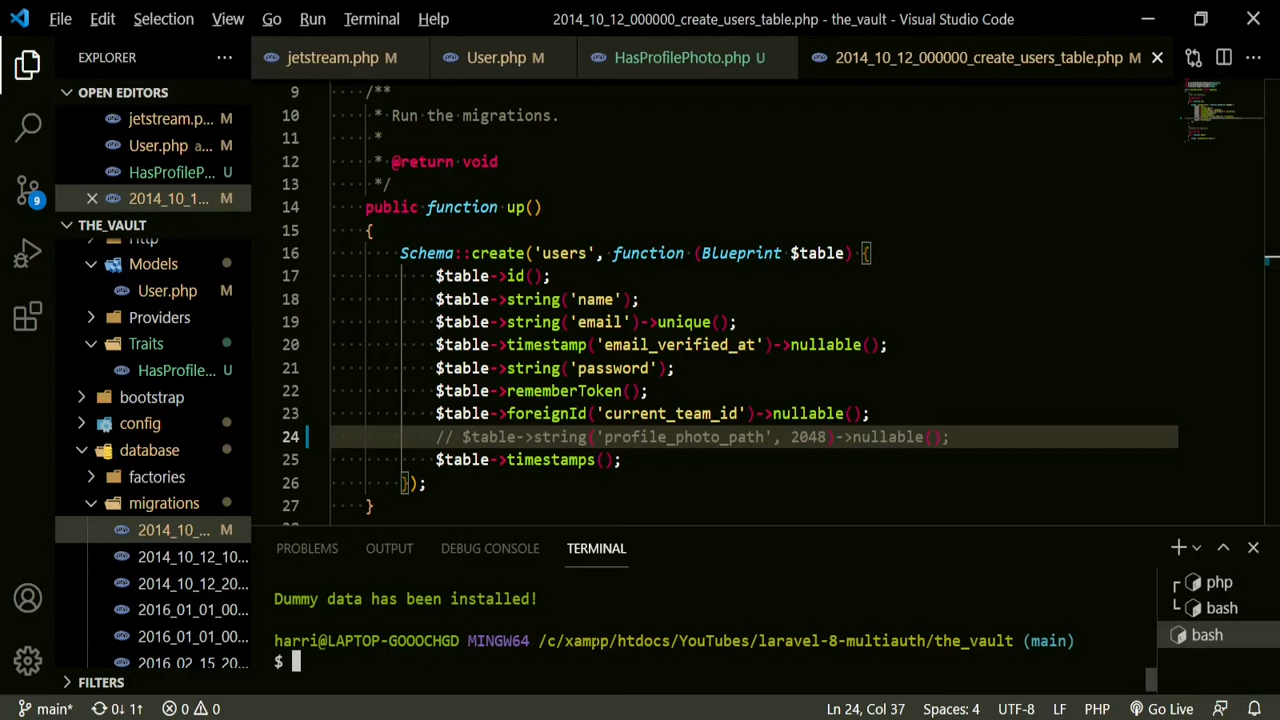 File Edit Selection View Go Run Terminal Help 2014_10_12_000000_create_users_table.php - the_vault - Visual Studio Code
EXPLORER
jetstream.php M User.php M HasProfilePhoto.php U 2014_10_12_000000_create_users_table.php M
OPEN EDITORS
jetstream.p... M
User.php a... M
HasProfileP... U
2014_10_1... M
THE_VAULT
Http
Models
User.php M
Providers
Traits
HasProfile... U
bootstrap
config
database
factories
migrations
2014_10_... M
2014_10_12_10...
2014_10_12_20...
2016_01_01_00...
2016_01_01_00...
2016_02_15_20...
FILTERS
9 /**
10 * Run the migrations.
11 *
12 * @return void
13 */
14 public function up()
15 {
16 Schema::create('users', function (Blueprint $table) {
17 $table->id();
18 $table->string('name');
19 $table->string('email')->unique();
20 $table->timestamp('email_verified_at')->nullable();
21 $table->string('password');
22 $table->rememberToken();
23 $table->foreignId('current_team_id')->nullable();
24 // $table->string('profile_photo_path', 2048)->nullable();
25 $table->timestamps();
26 });
27 }
PROBLEMS OUTPUT DEBUG CONSOLE TERMINAL
Dummy data has been installed!
harri@LAPTOP-GOOOCHGD MINGW64 /c/xampp/htdocs/YouTubes/laravel-8-multiauth/the_vault (main)
$
php
bash
bash
9
main* 0↓ 1↑ 0 0 Ln 24, Col 37 Spaces: 4 UTF-8 LF PHP Go Live